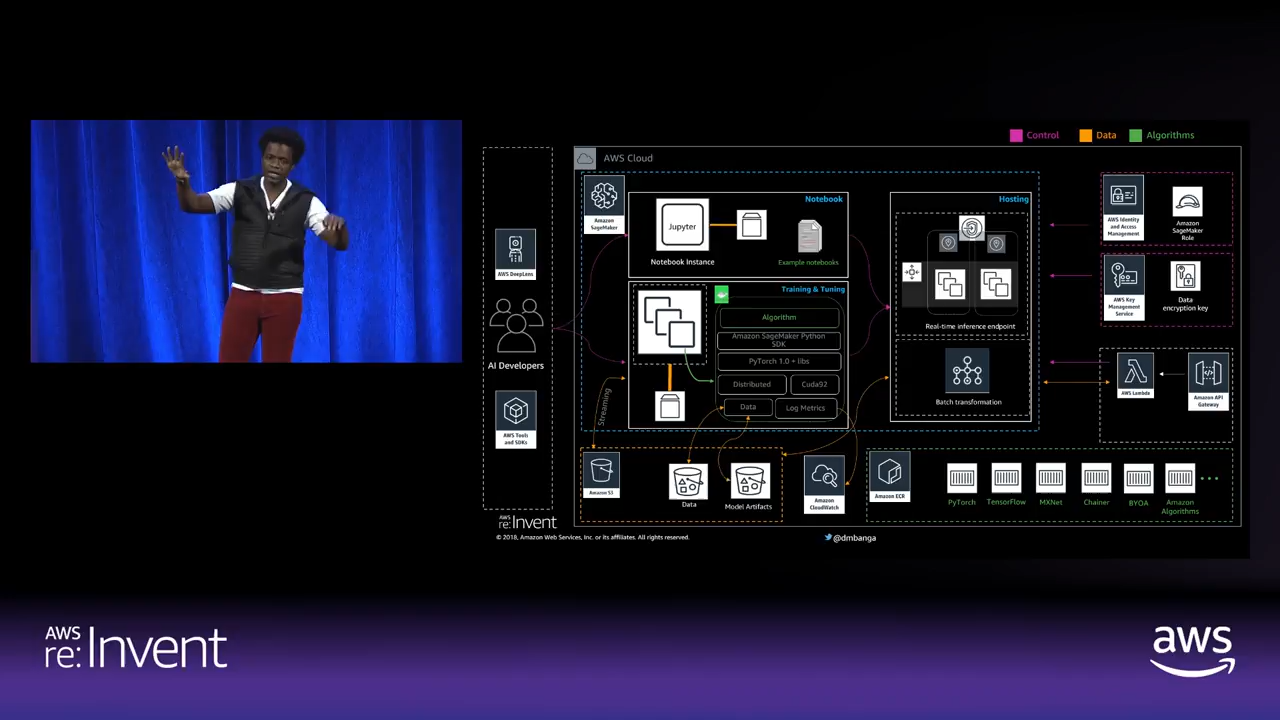 Control
Data
Algorithms
AWS Cloud
Amazon
SageMaker
Notebook
Jupyter
Notebook Instance
Example notebooks
Training & Tuning
Algorithm
Amazon SageMaker Python
SDK
PyTorch 1.0 + libs
Distributed
Cuda92
Data
Log Metrics
Hosting
Real-time inference endpoint
Batch transformation
AWS Identity
and Access
Management
Amazon
SageMaker
Role
AWS Key
Management
Service
Data
encryption key
AWS Lambda
Amazon API
Gateway
AWS DeepLens
AI Developers
AWS Tools
and SDKs
Streaming
Amazon S3
Data
Model Artifacts
Amazon
CloudWatch
Amazon ECR
PyTorch
TensorFlow
MXNet
Chainer
BYOA
Amazon
Algorithms
AWS
re:Invent
© 2018, Amazon Web Services, Inc. or its affiliates. All rights reserved.
@dmbanga
AWS
re:Invent
aws